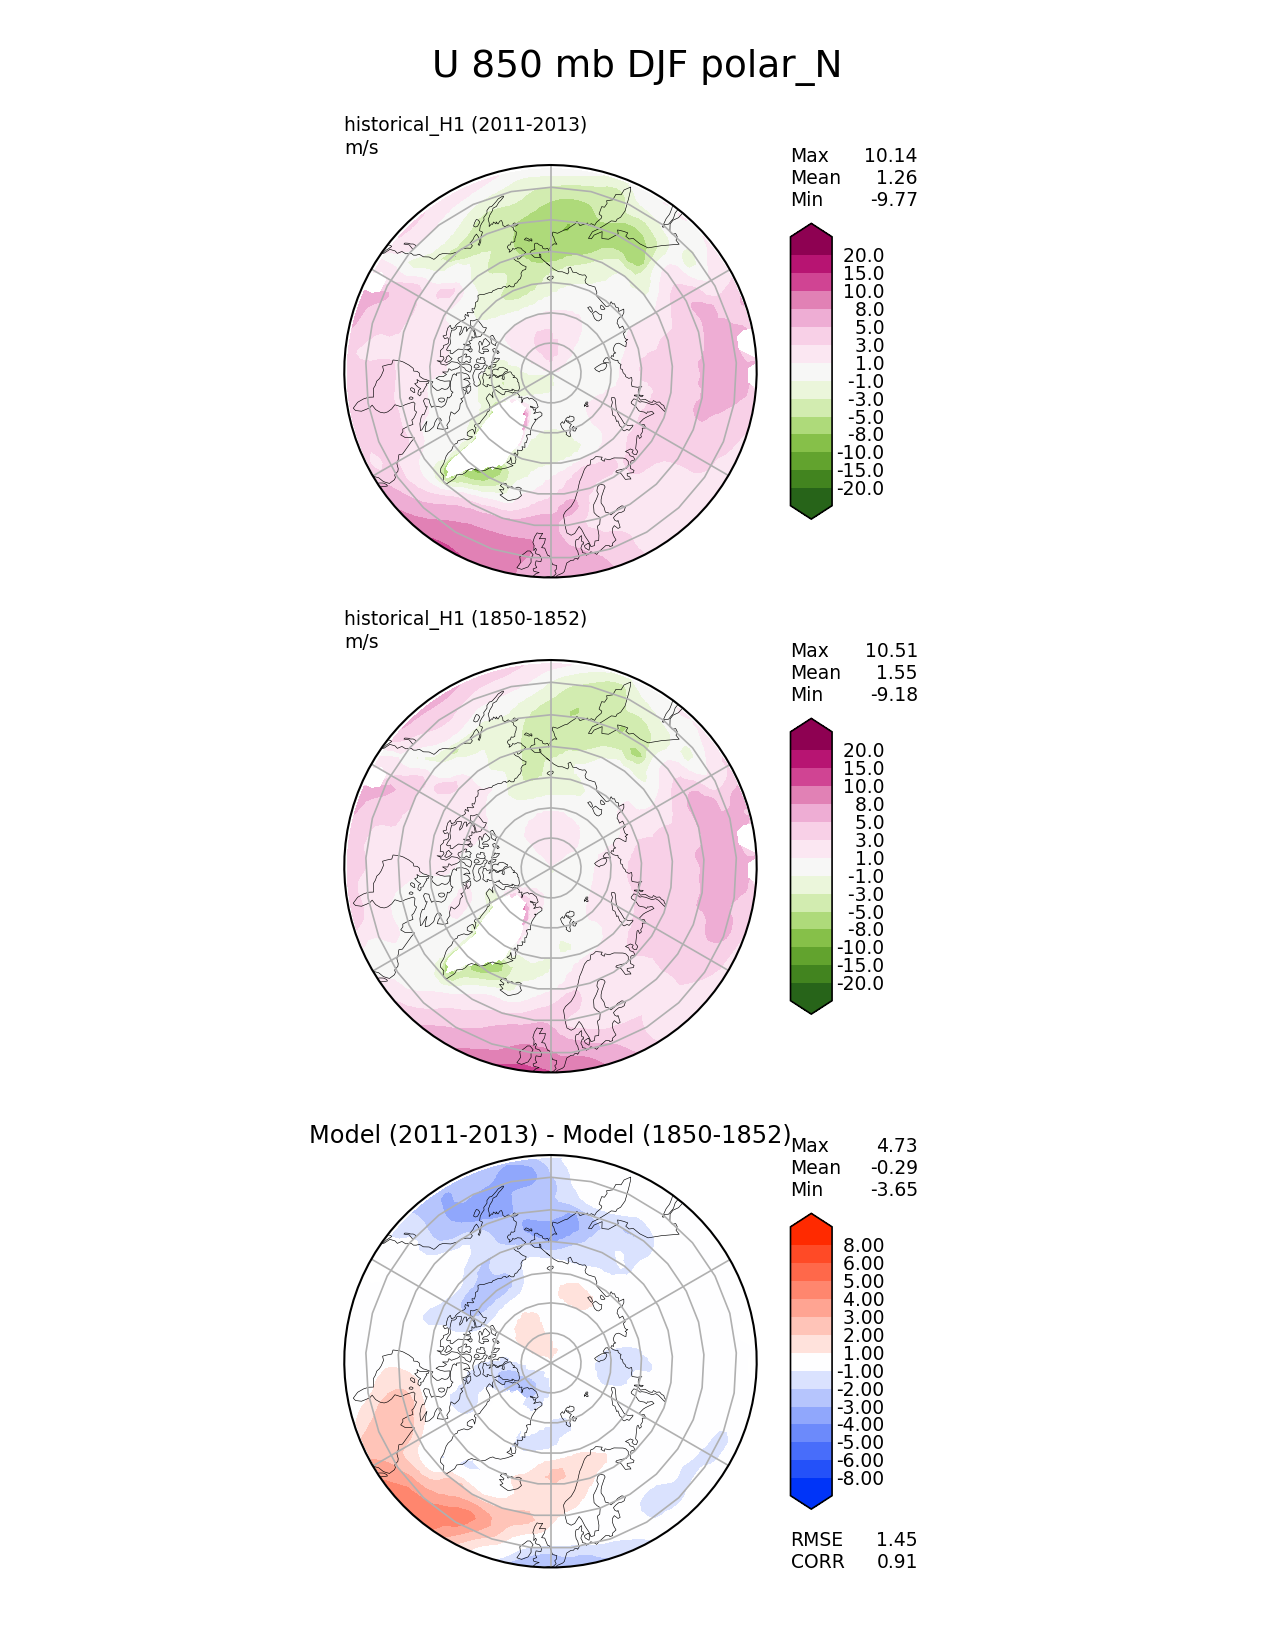 U 850 mb DJF polar_N
historical_H1 (2011-2013)
m/s
Max 10.14
Mean 1.26
Min -9.77
20.0
15.0
10.0
8.0
5.0
3.0
1.0
-1.0
-3.0
-5.0
-8.0
-10.0
-15.0
-20.0
historical_H1 (1850-1852)
m/s
Max 10.51
Mean 1.55
Min -9.18
20.0
15.0
10.0
8.0
5.0
3.0
1.0
-1.0
-3.0
-5.0
-8.0
-10.0
-15.0
-20.0
Model (2011-2013) - Model (1850-1852)
Max 4.73
Mean -0.29
Min -3.65
8.00
6.00
5.00
4.00
3.00
2.00
1.00
-1.00
-2.00
-3.00
-4.00
-5.00
-6.00
-8.00
RMSE 1.45
CORR 0.91